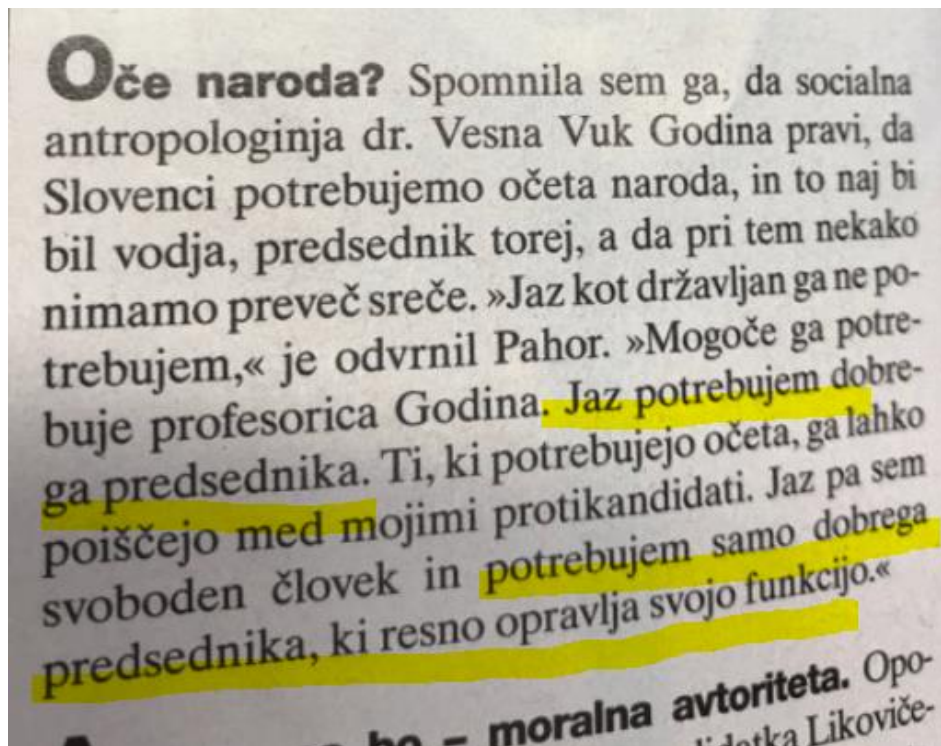 Oče naroda? Spomnila sem ga, da socialna
antropologinja dr. Vesna Vuk Godina pravi, da
Slovenci potrebujemo očeta naroda, in to naj bi
bil vodja, predsednik torej, a da pri tem nekako
nimamo preveč sreče. »Jaz kot državljan ga ne po-
trebujem,« je odvrnil Pahor. »Mogoče ga potre-
buje profesorica Godina. Jaz potrebujem dobre-
ga predsednika. Ti, ki potrebujejo očeta, ga lahko
poiščejo med mojimi protikandidati. Jaz pa sem
svoboden človek in potrebujem samo dobrega
predsednika, ki resno opravlja svojo funkcijo.«
bo – moralna avtoriteta. Opo-
Likoviče-